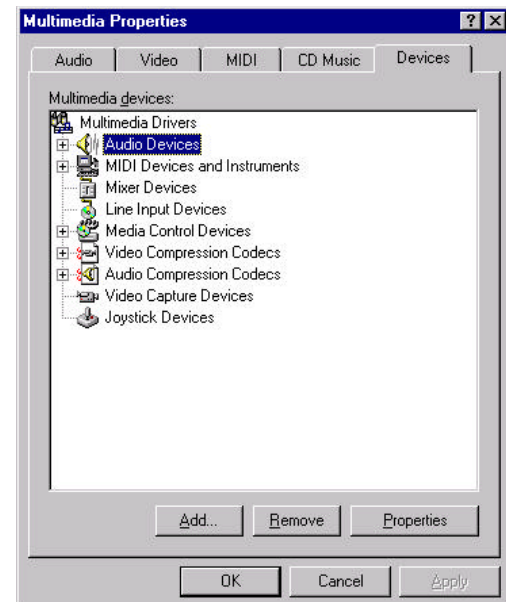 Multimedia Properties
Audio Video MIDI CD Music Devices
Multimedia devices:
Multimedia Drivers
Audio Devices
MIDI Devices and Instruments
Mixer Devices
Line Input Devices
Media Control Devices
Video Compression Codecs
Audio Compression Codecs
Video Capture Devices
Joystick Devices
Add... Remove Properties
OK Cancel Apply